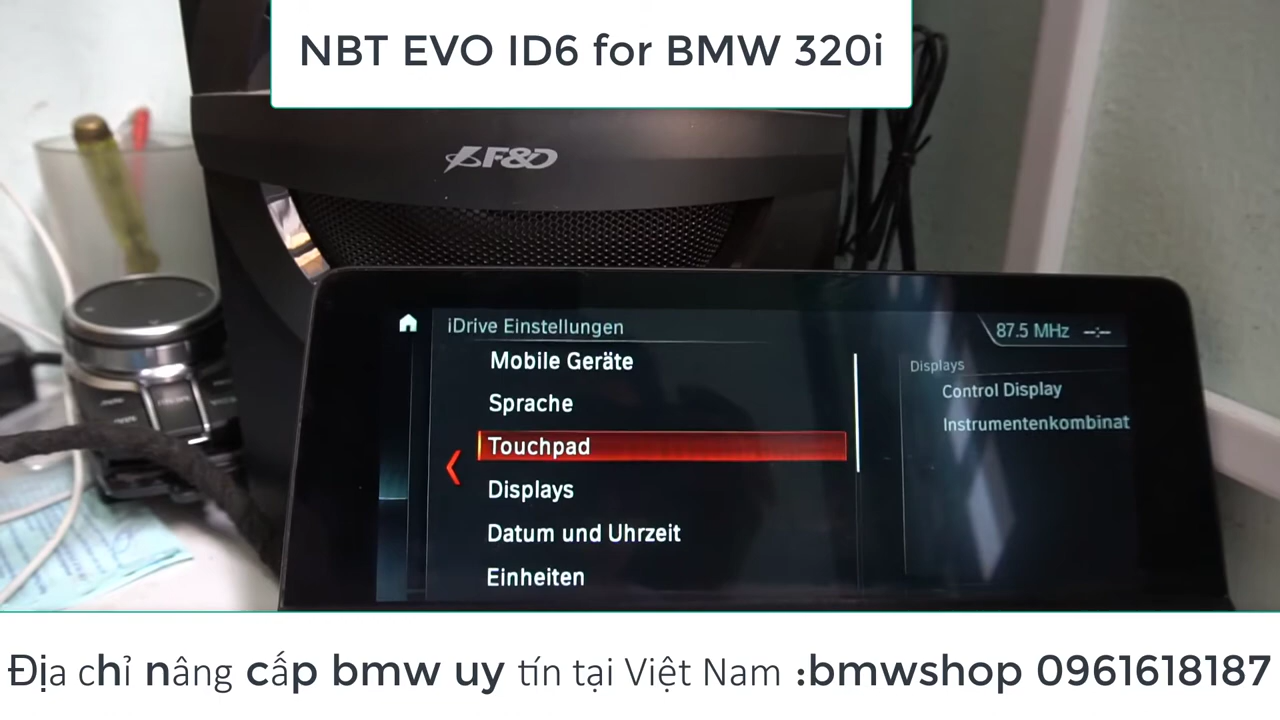 NBT EVO ID6 for BMW 320i
F&D
iDrive Einstellungen
87.5 MHz --:--
Mobile Geräte
Sprache
Touchpad
Displays
Datum und Uhrzeit
Einheiten
Displays
Control Display
Instrumentenkombinat
Địa chỉ nâng cấp bmw uy tín tại Việt Nam :bmwshop 0961618187